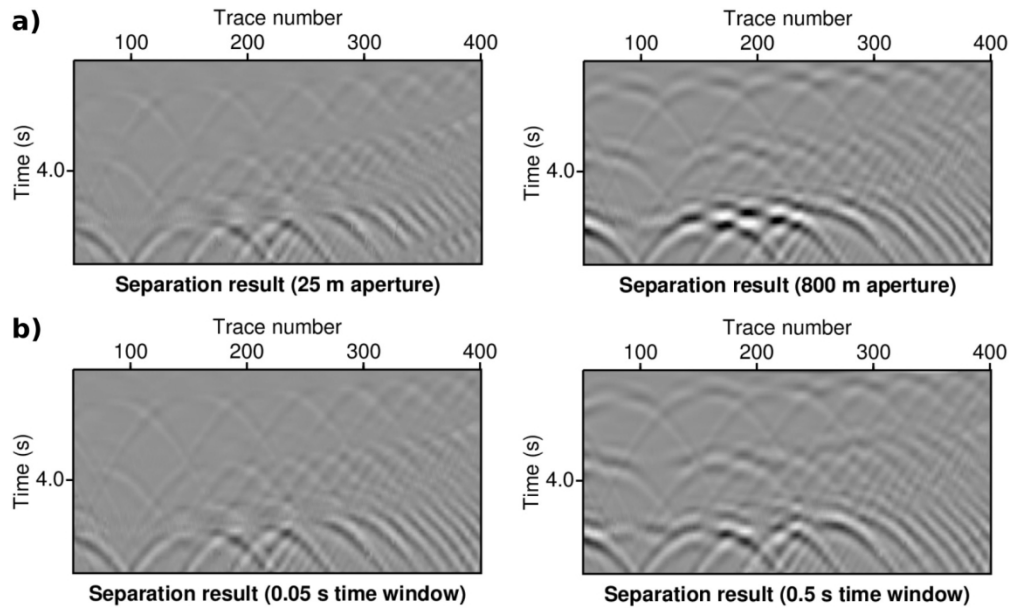 a)
Trace number
100 200 300 400
Time (s)
4.0
Separation result (25 m aperture)
Trace number
100 200 300 400
Time (s)
4.0
Separation result (800 m aperture)
b)
Trace number
100 200 300 400
Time (s)
4.0
Separation result (0.05 s time window)
Trace number
100 200 300 400
Time (s)
4.0
Separation result (0.5 s time window)